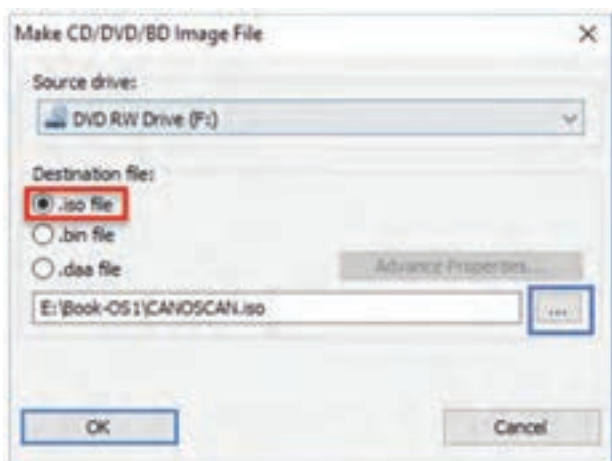 Make CD/DVD/BD Image File
Source drive:
DVD RW Drive (F:)
Destination file:
.iso file
.bin file
.daa file
Advance Properties...
E:\Book-OS1\CANOSCAN.iso
...
OK
Cancel